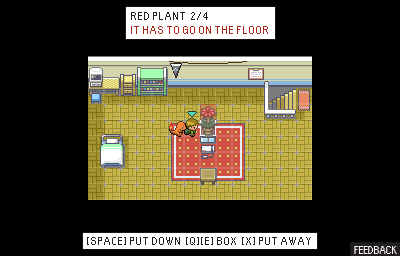 RED PLANT 2/4
IT HAS TO GO ON THE FLOOR
[SPACE] PUT DOWN [Q][E] BOX [X] PUT AWAY
FEEDBACK